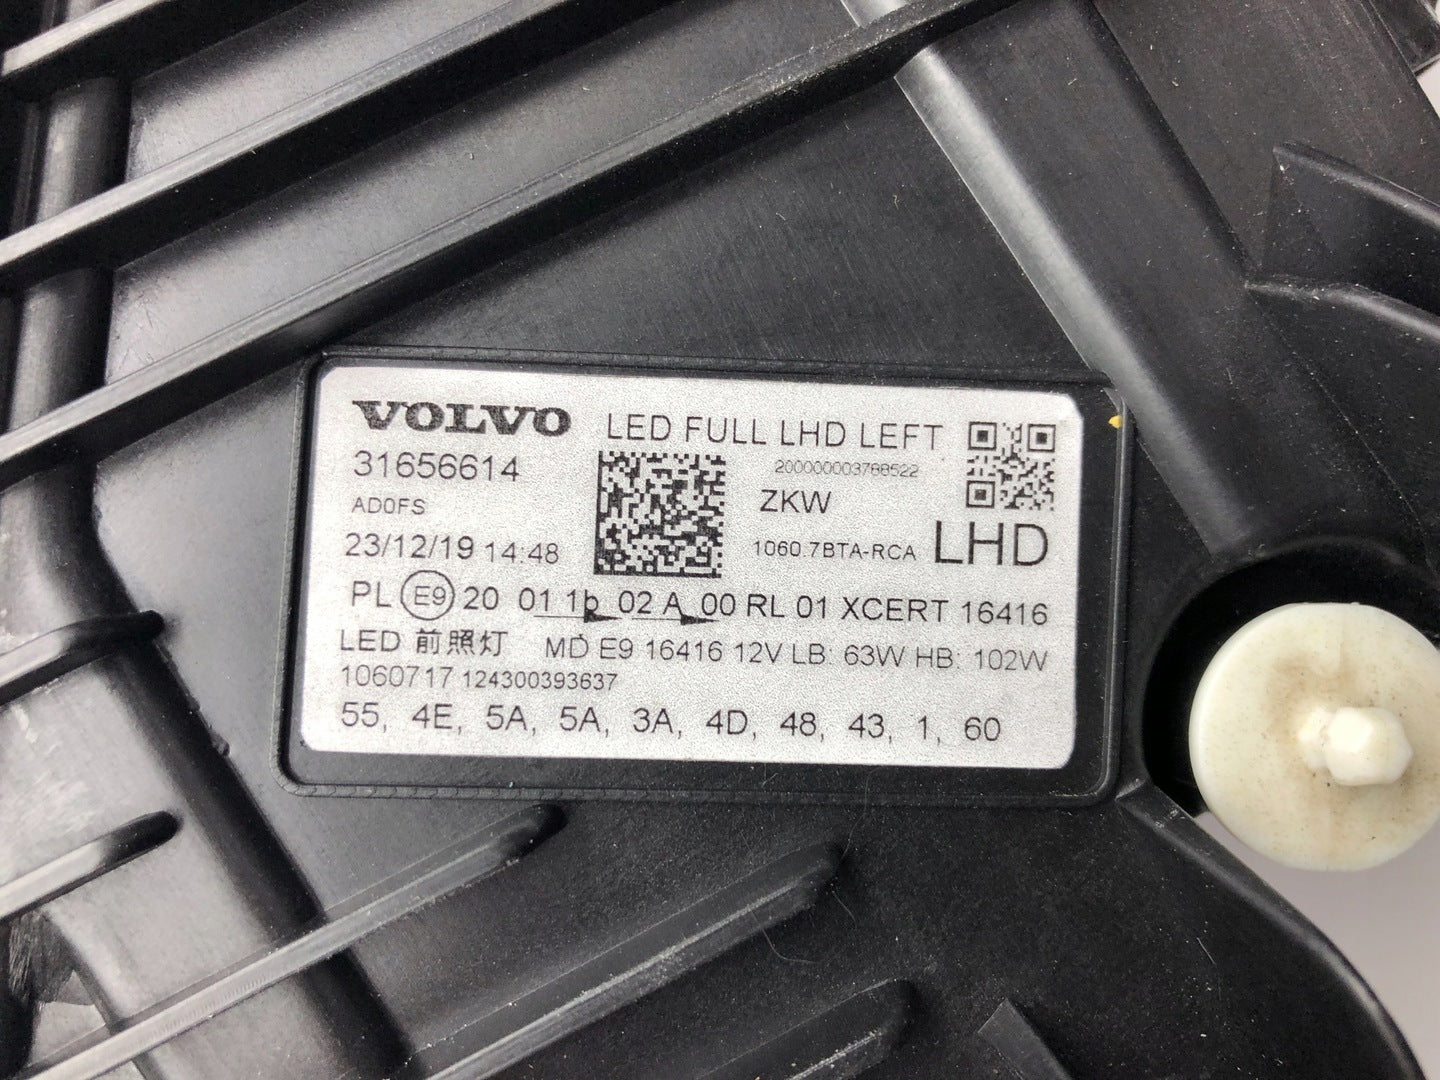 VOLVO LED FULL LHD LEFT
31656614 200000003788522
AD0FS ZKW
23/12/19 14:48 1060.7BTA-RCA LHD
PL E9 20 01 1b 02 A 00 RL 01 XCERT 16416
LED 前照灯 MD E9 16416 12V LB: 63W HB: 102W
1060717 124300393637
55, 4E, 5A, 5A, 3A, 4D, 48, 43, 1, 60